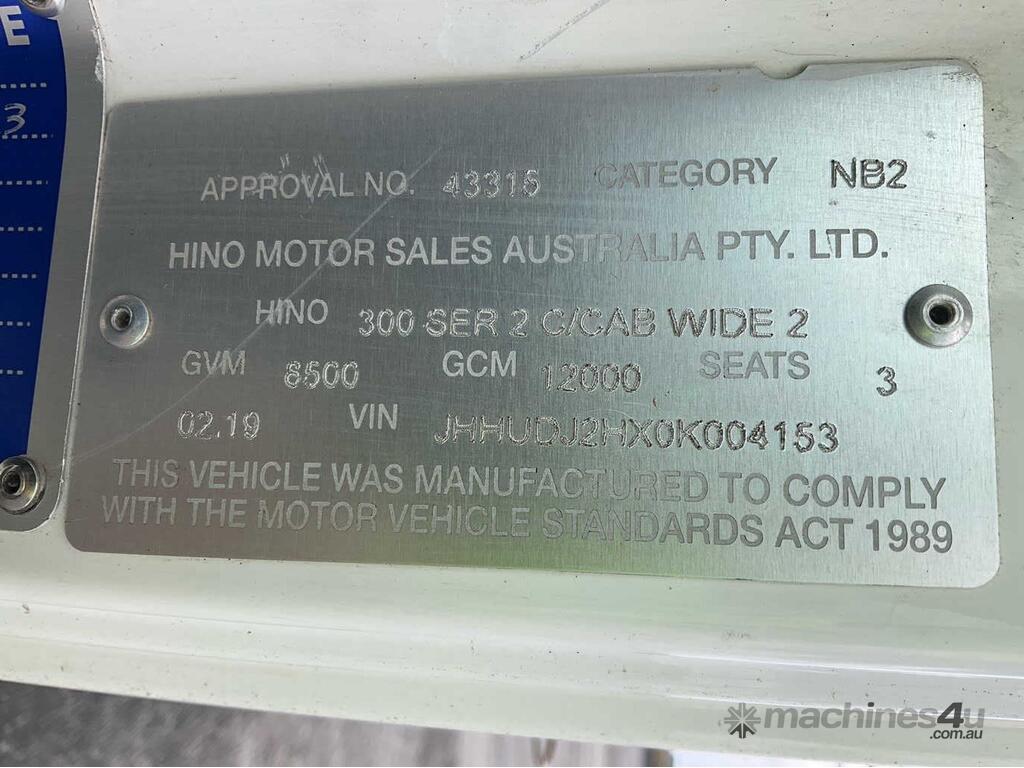 E
3
APPROVAL NO. 43315 CATEGORY NB2
HINO MOTOR SALES AUSTRALIA PTY. LTD.
HINO 300 SER 2 C/CAB WIDE 2
GVM 8500 GCM 12000 SEATS 3
02.19 VIN JHHUDJ2HX0K004153
THIS VEHICLE WAS MANUFACTURED TO COMPLY
WITH THE MOTOR VEHICLE STANDARDS ACT 1989
machines4u
.com.au